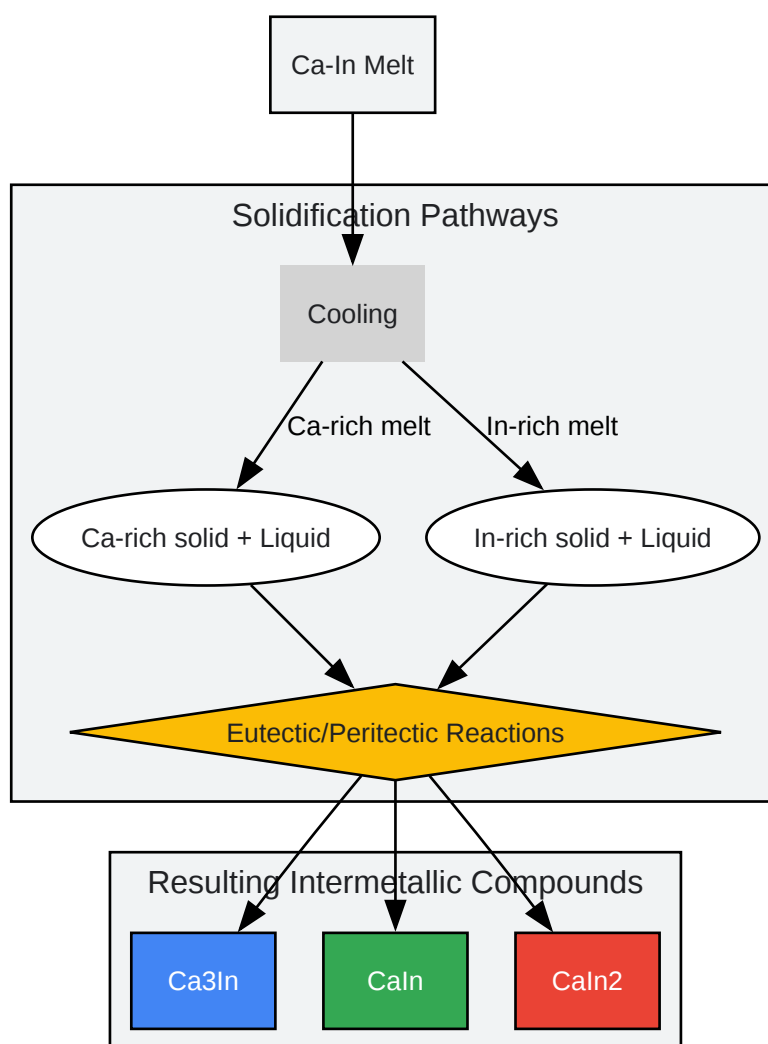 Ca-In Melt
Solidification Pathways
Cooling
Ca-rich melt
In-rich melt
Ca-rich solid + Liquid
In-rich solid + Liquid
Eutectic/Peritectic Reactions
Resulting Intermetallic Compounds
Ca3In
CaIn
CaIn2